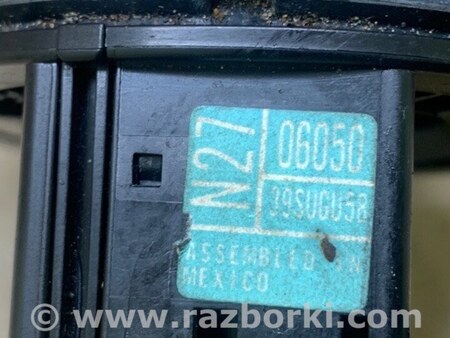 N27
06050
39SUGU58
ASSEMBLED IN
MEXICO
© www.razborki.com